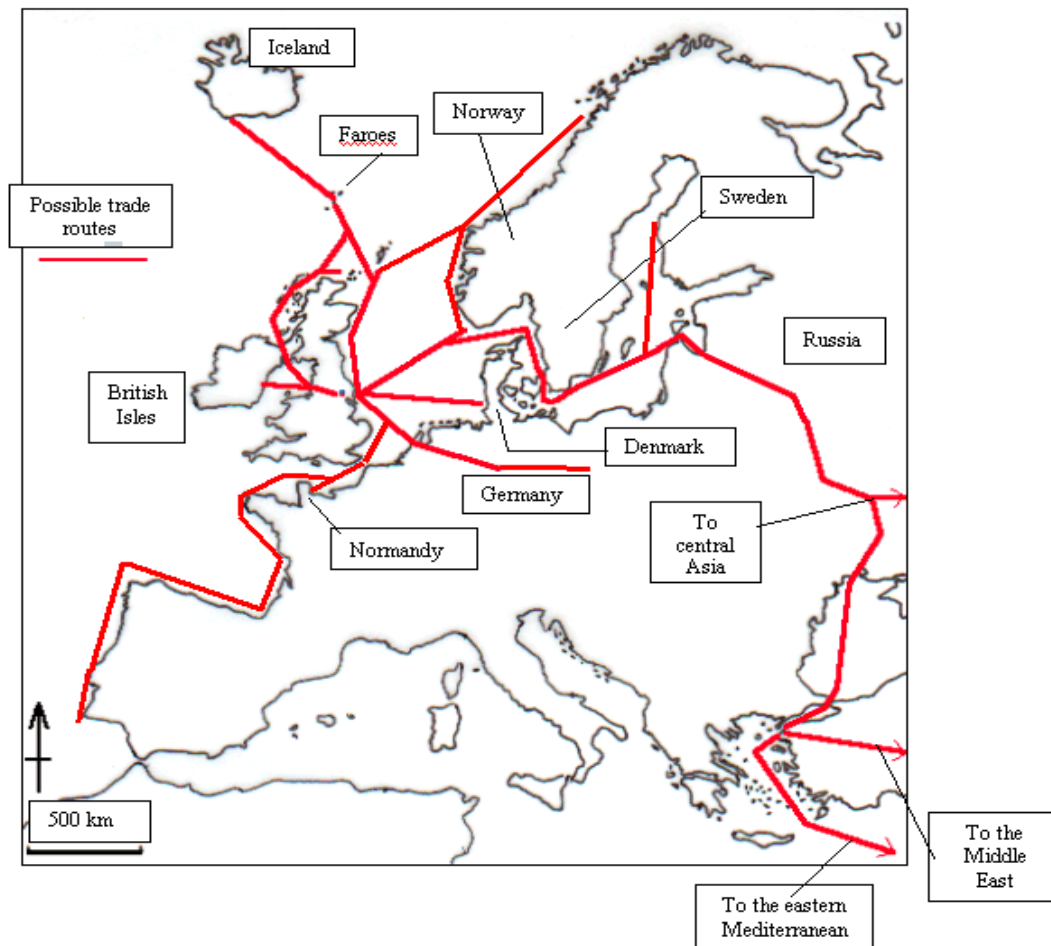 Iceland
Faroes
Norway
Sweden
Possible trade
routes
Russia
British
Isles
Denmark
Germany
To
central
Asia
Normandy
500 km
To the
Middle
East
To the eastern
Mediterranean